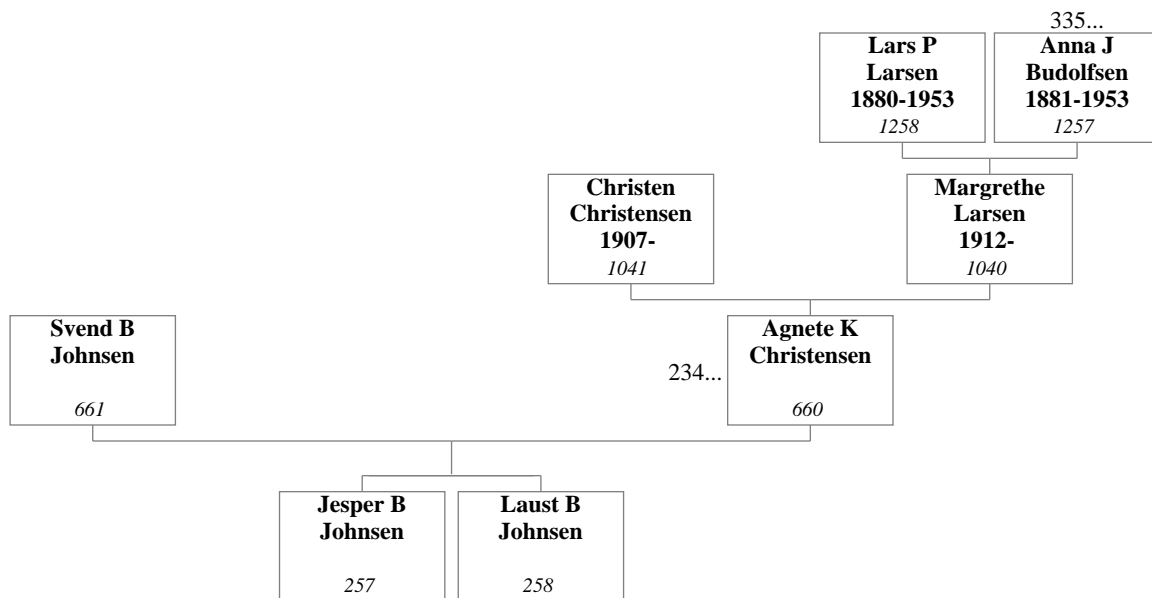 335...
Lars P
Larsen
1880-1953
1258
Anna J
Budolfsen
1881-1953
1257
Christen
Christensen
1907-
1041
Margrethe
Larsen
1912-
1040
Svend B
Johnsen
661
234...
Agnete K
Christensen
660
Jesper B
Johnsen
257
Laust B
Johnsen
258